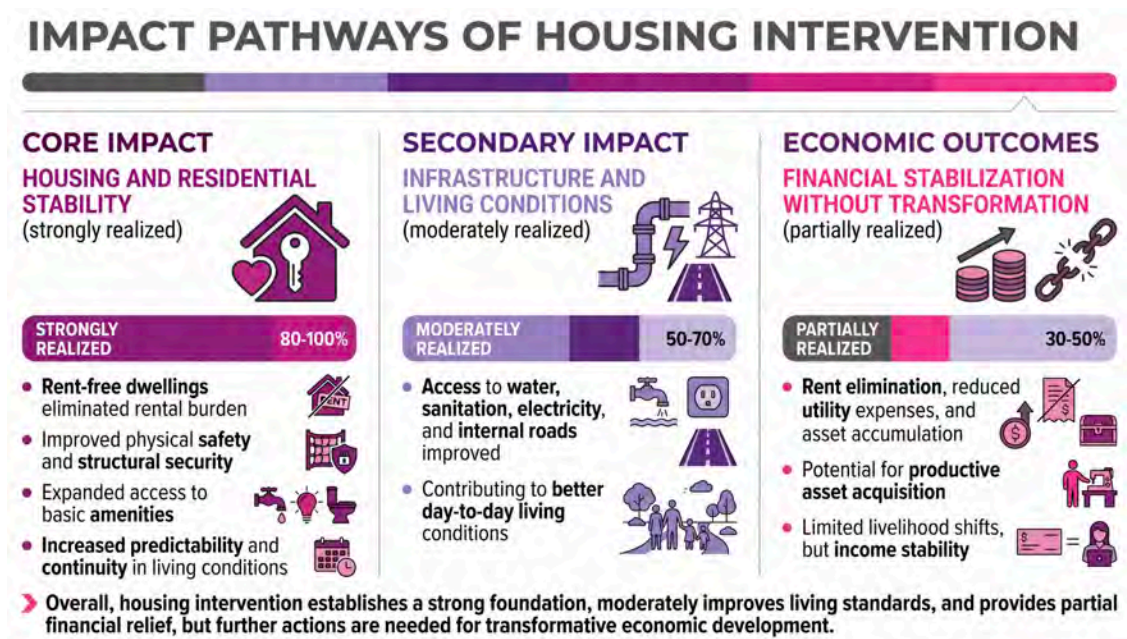 IMPACT PATHWAYS OF HOUSING INTERVENTION
CORE IMPACT
HOUSING AND RESIDENTIAL
STABILITY
(strongly realized)
STRONGLY
REALIZED
80-100%
Rent-free dwellings
eliminated rental burden
RENT
Improved physical safety
and structural security
Expanded access to
basic amenities
Increased predictability and
continuity in living conditions
SECONDARY IMPACT
INFRASTRUCTURE AND
LIVING CONDITIONS
(moderately realized)
MODERATELY
REALIZED
50-70%
Access to water,
sanitation, electricity,
and internal roads
improved
Contributing to better
day-to-day living
conditions
ECONOMIC OUTCOMES
FINANCIAL STABILIZATION
WITHOUT TRANSFORMATION
(partially realized)
PARTIALLY
REALIZED
30-50%
Rent elimination, reduced
utility expenses, and
asset accumulation
Potential for productive
asset acquisition
Limited livelihood shifts,
but income stability
Overall, housing intervention establishes a strong foundation, moderately improves living standards, and provides partial
financial relief, but further actions are needed for transformative economic development.